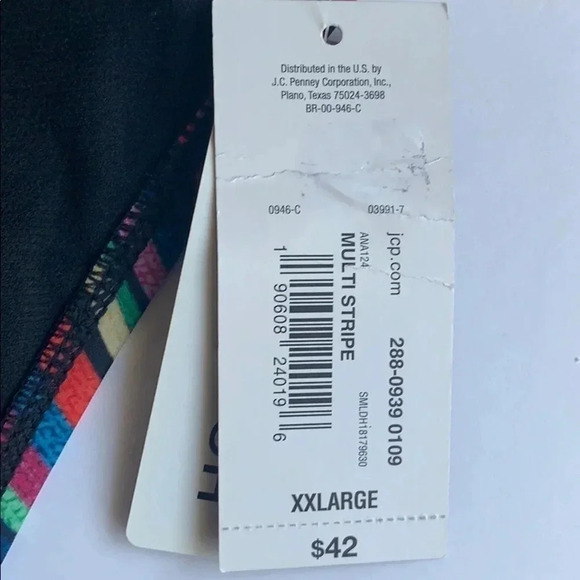 Distributed in the U.S. by
J.C. Penney Corporation, Inc.,
Plano, Texas 75024-3698
BR-00-946-C
0946-C 03991-7
jcp.com
ANA124
MULTI STRIPE
288-0939 0109
1 90608 24019 6
SMLDH18179630
XXLARGE
$42